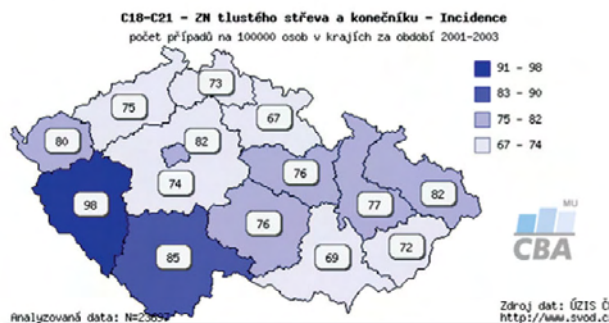 C18-C21 - ZN tlustého střeva a konečníku - Incidence
počet případů na 100000 osob v krajích za období 2001-2003
91 - 98
83 - 90
75 - 82
67 - 74
73
75
67
80
82
76
74
98
77
82
76
85
69
72
MU
CBA
Analyzovaná data:
Zdroj dat: ÚZIS Č
http://www.svod.c